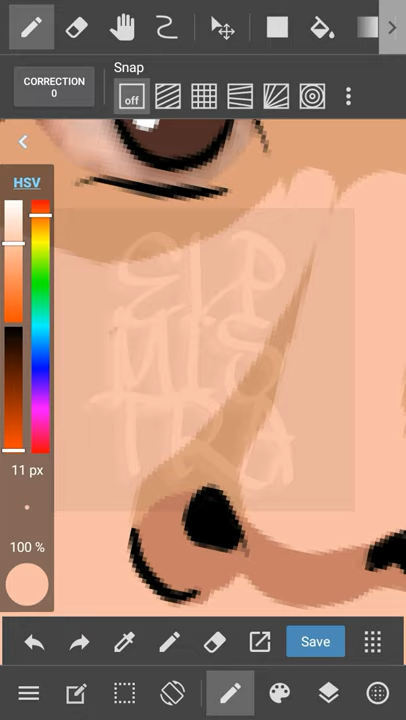 CORRECTION
0
Snap
off
HSV
11 px
100 %
Save